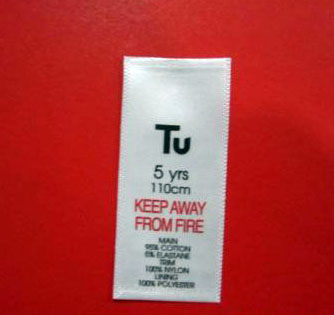 Tu
5 yrs
110cm
KEEP AWAY
FROM FIRE
MAIN
95% COTTON
5% ELASTANE
TRIM
100% NYLON
LINING
100% POLYESTER